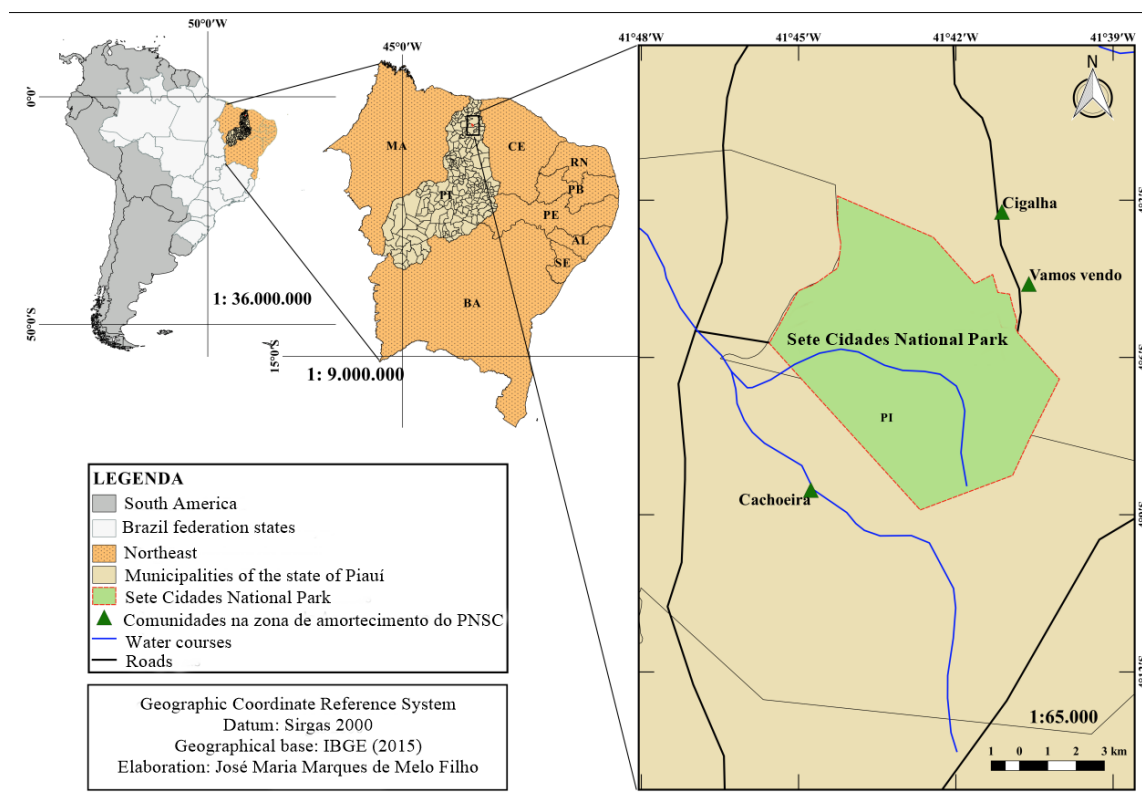 50°0'W
45°0'W
41°48'W
41°45'W
41°42'W
41°39'W
0°0'
50°0'S
15°0'S
N
MA
CE
RN
PB
PI
PE
AL
SE
BA
1: 36.000.000
1: 9.000.000
Cigalha
Vamos vendo
Sete Cidades National Park
PI
Cachoeira
1:65.000
1 0 1 2 3 km
LEGENDA
South America
Brazil federation states
Northeast
Municipalities of the state of Piauí
Sete Cidades National Park
Comunidades na zona de amortecimento do PNSC
Water courses
Roads
Geographic Coordinate Reference System
Datum: Sirgas 2000
Geographical base: IBGE (2015)
Elaboration: José Maria Marques de Melo Filho